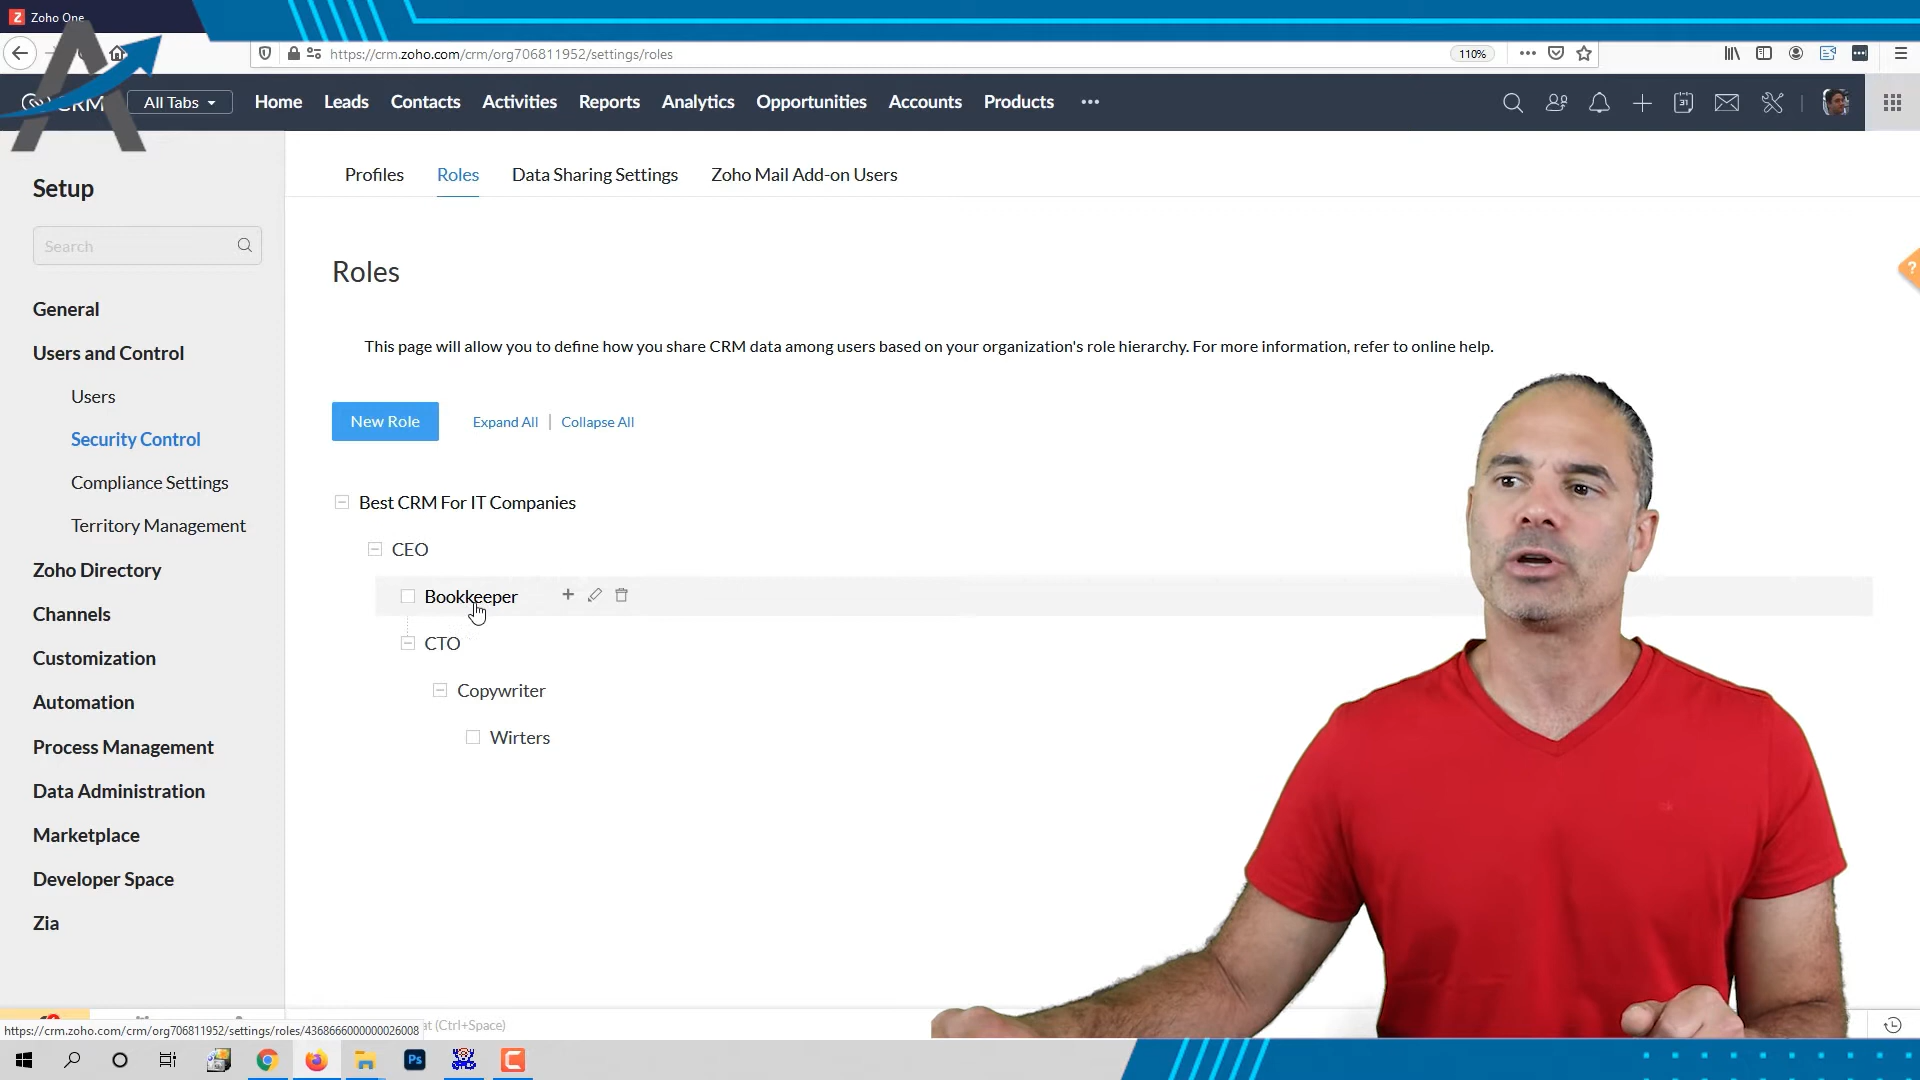 Zoho One
https://crm.zoho.com/crm/org706811952/settings/roles
110%
CRM
All Tabs
Home
Leads
Contacts
Activities
Reports
Analytics
Opportunities
Accounts
Products
31
Setup
Search
General
Users and Control
Users
Security Control
Compliance Settings
Territory Management
Zoho Directory
Channels
Customization
Automation
Process Management
Data Administration
Marketplace
Developer Space
Zia
Profiles
Roles
Data Sharing Settings
Zoho Mail Add-on Users
Roles
This page will allow you to define how you share CRM data among users based on your organization's role hierarchy. For more information, refer to online help.
New Role
Expand All | Collapse All
Best CRM For IT Companies
CEO
Bookkeeper
CTO
Copywriter
Wirters
?
https://crm.zoho.com/crm/org706811952/settings/roles/4368666000000026008
(Ctrl+Space)
Ps